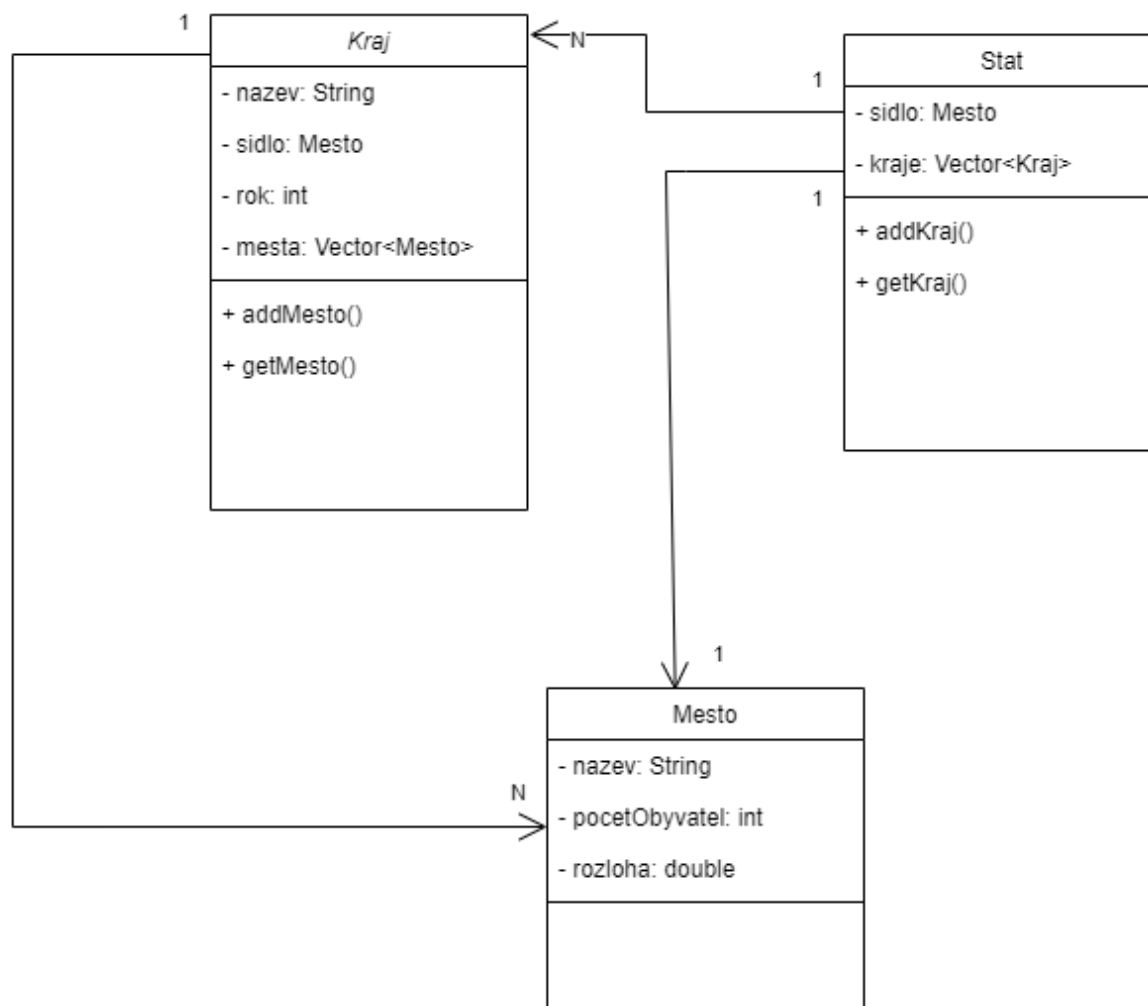 1
Kraj
- nazev: String
- sidlo: Mesto
- rok: int
- mesta: Vector<Mesto>
+ addMesto()
+ getMesto()
N
1
Stat
- sidlo: Mesto
- kraje: Vector<Kraj>
1
+ addKraj()
+ getKraj()
1
Mesto
- nazev: String
- pocetObyvatel: int
- rozloha: double
N